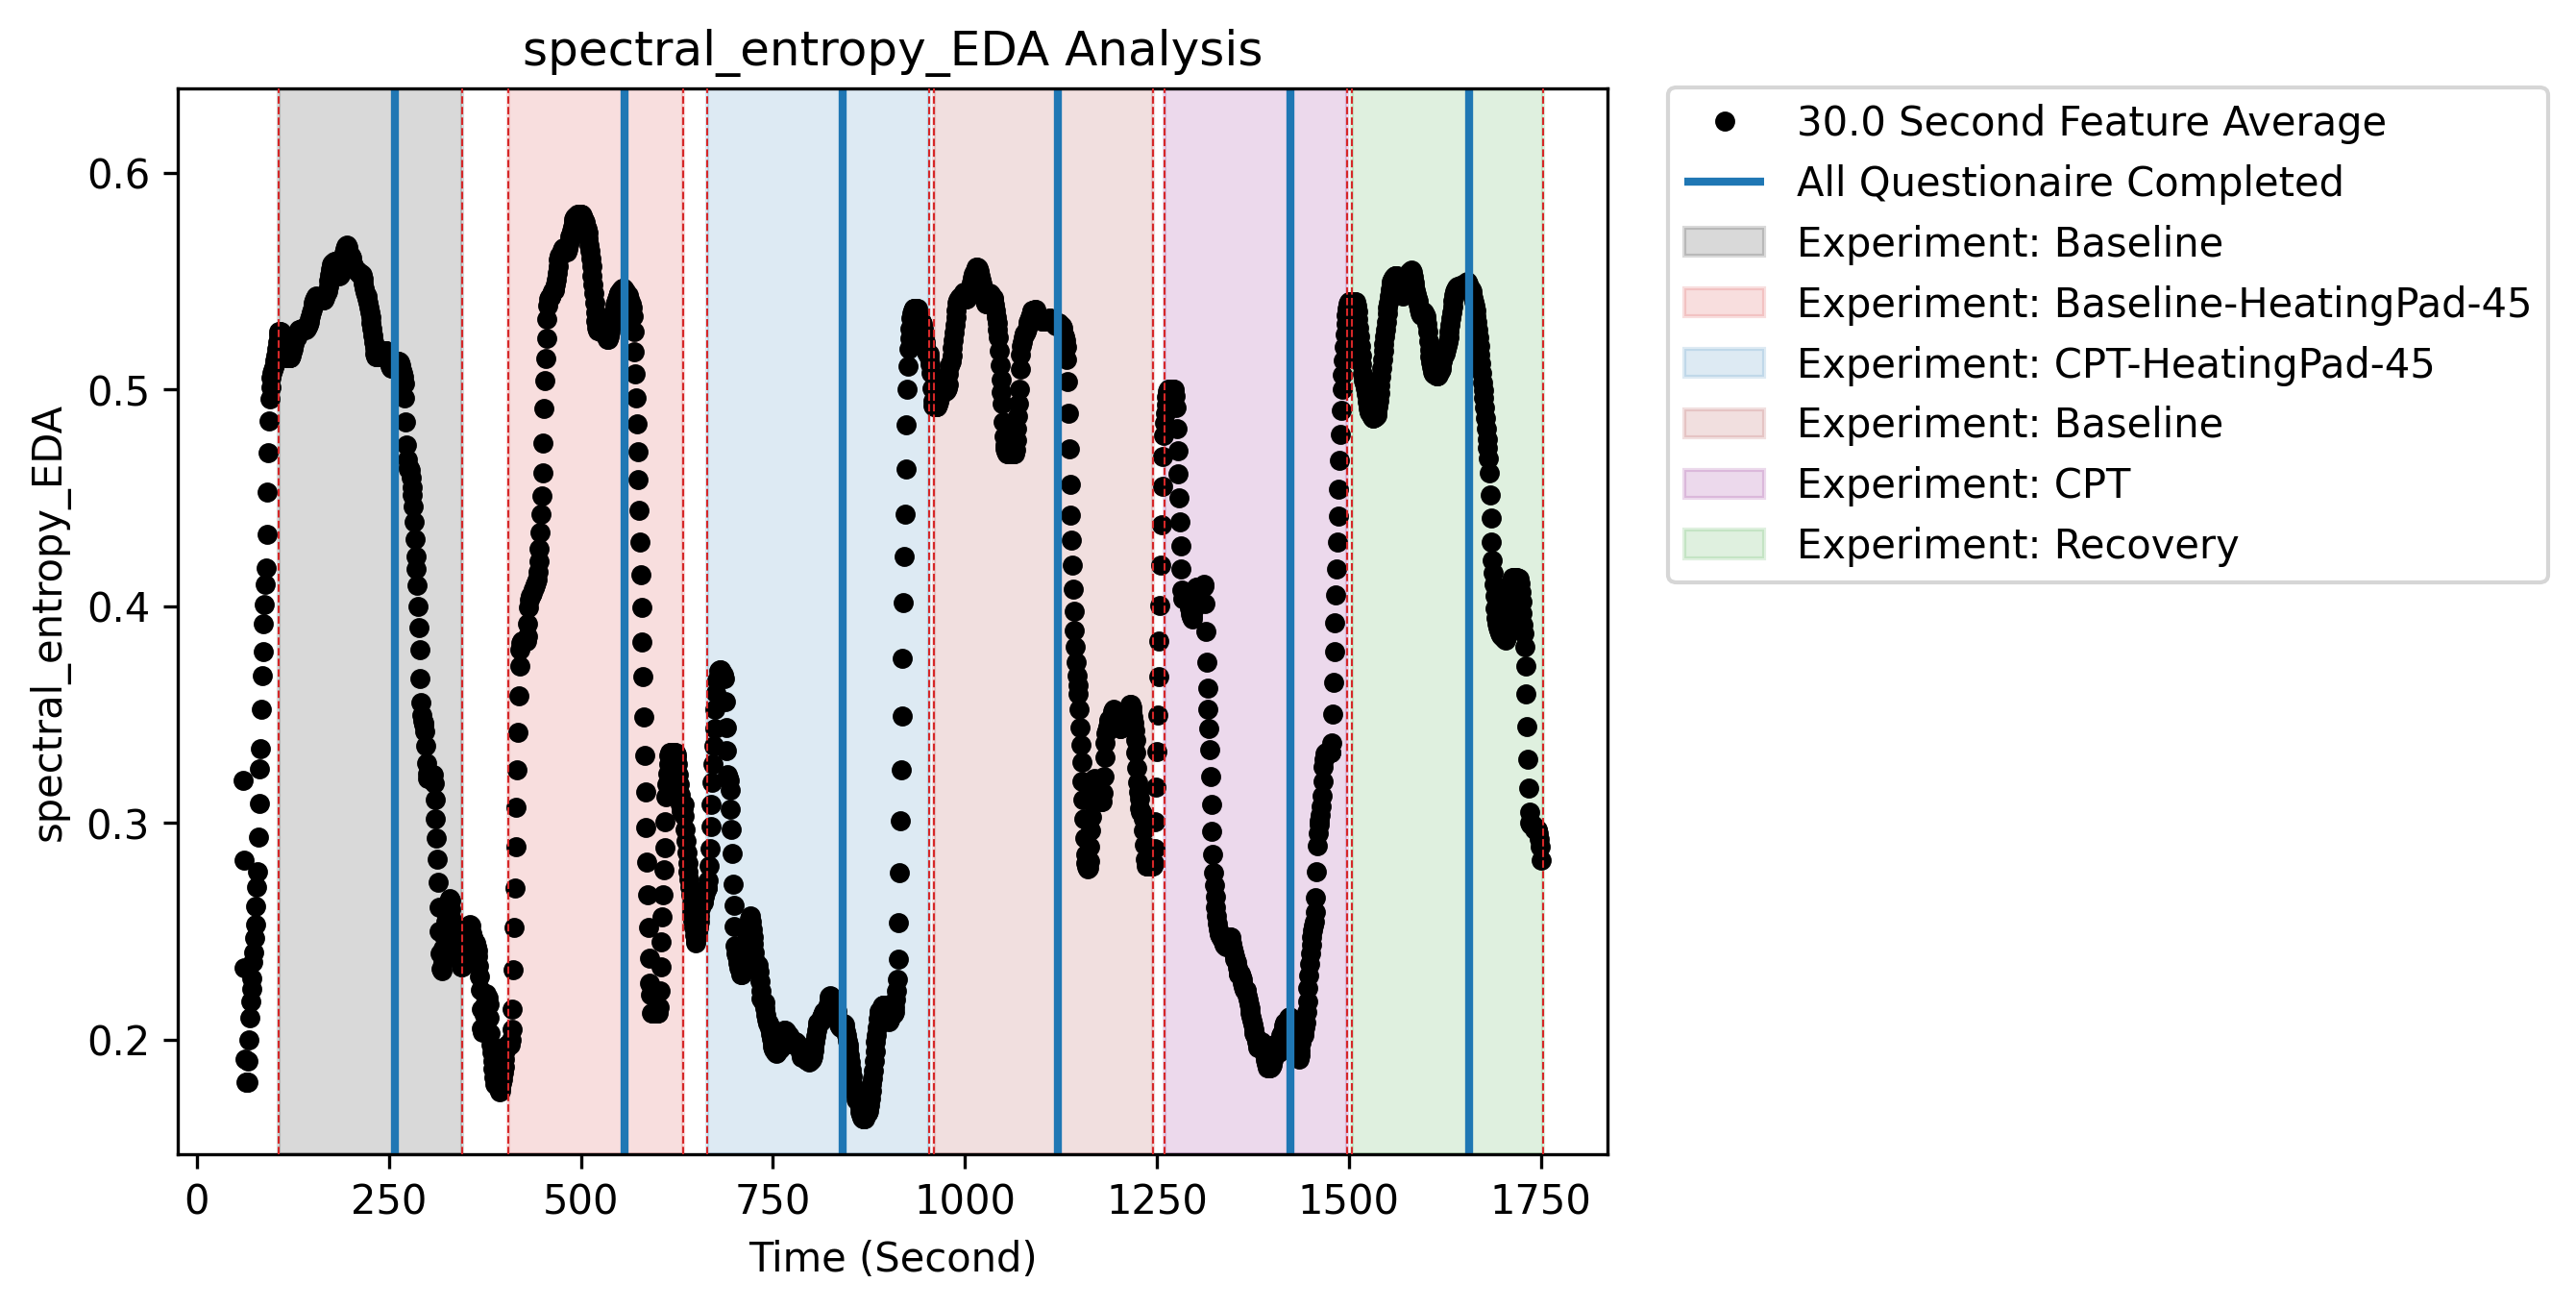 spectral_entropy_EDA Analysis
30.0 Second Feature Average
All Questionaire Completed
Experiment: Baseline
Experiment: Baseline-HeatingPad-45
Experiment: CPT-HeatingPad-45
Experiment: Baseline
Experiment: CPT
Experiment: Recovery
spectral_entropy_EDA
0.6
0.5
0.4
0.3
0.2
0 250 500 750 1000 1250 1500 1750
Time (Second)